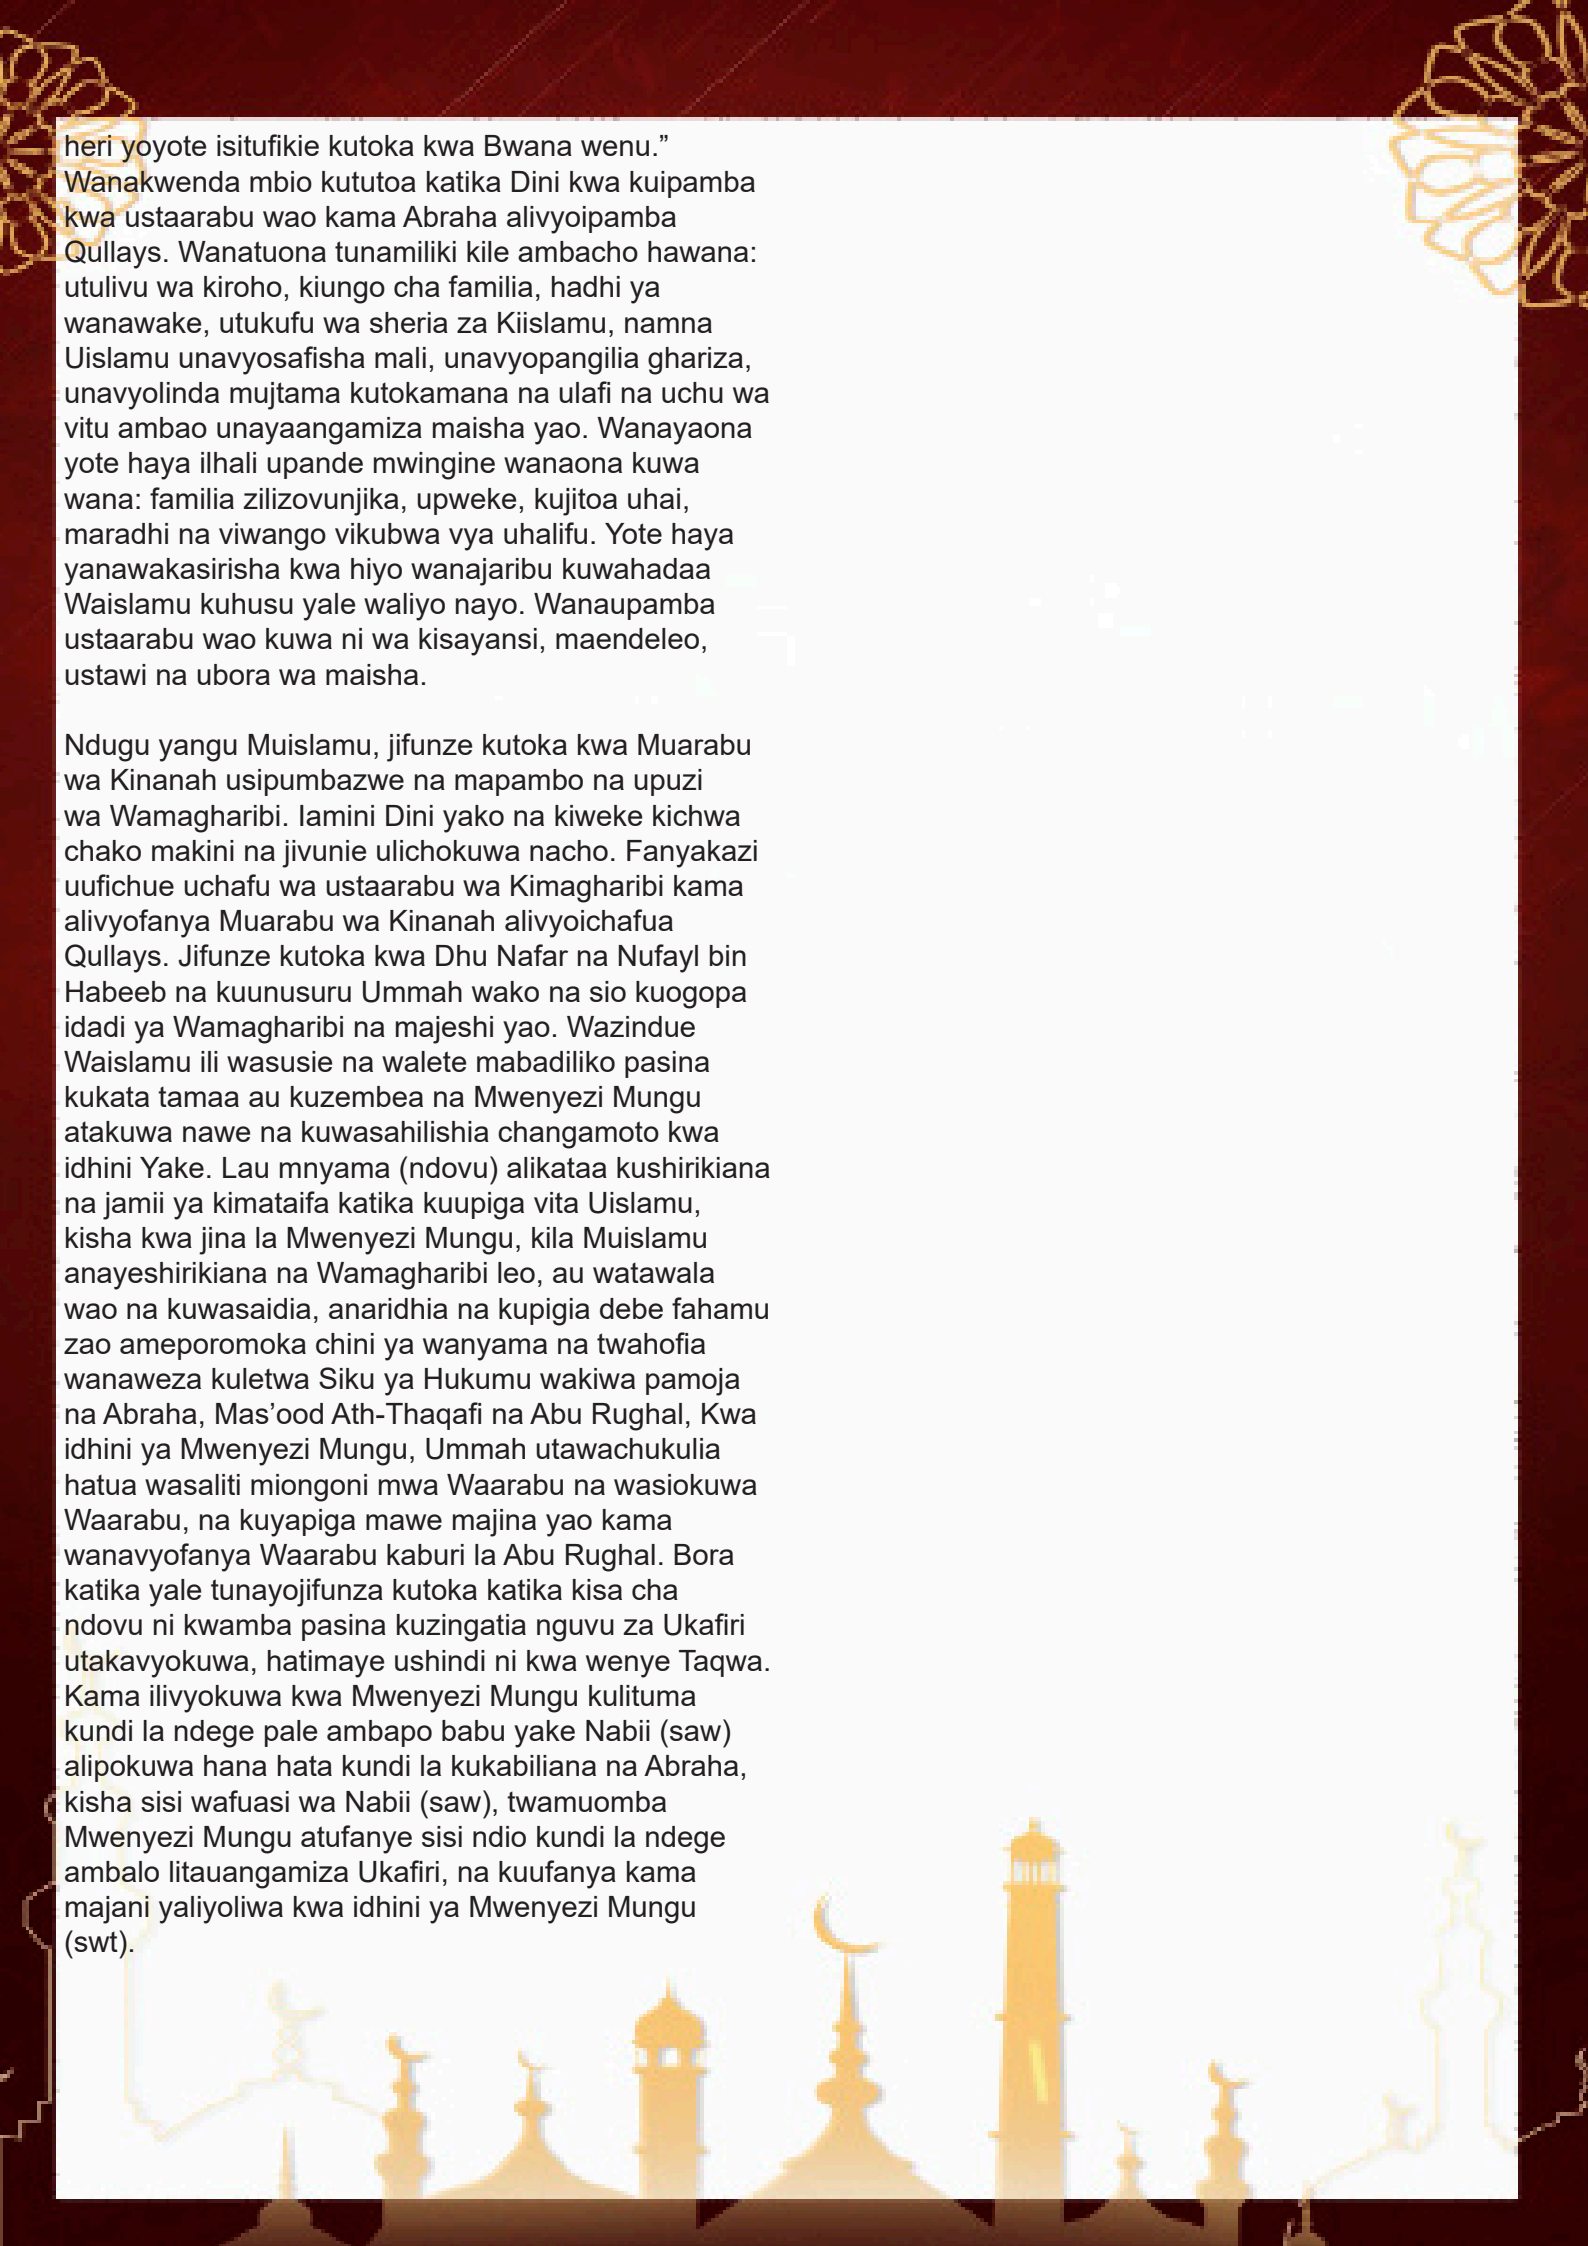 heri yoyote isitufikie kutoka kwa Bwana wenu.”
Wanakwenda mbio kututoa katika Dini kwa kuipamba
kwa ustaarabu wao kama Abraha alivyoipamba
Qullays. Wanatuona tunamiliki kile ambacho hawana:
utulivu wa kiroho, kiungo cha familia, hadhi ya
wanawake, utukufu wa sheria za Kiislamu, namna
Uislamu unavyosafisha mali, unavyopangilia ghariza,
unavyolinda mujtama kutokamana na ulafi na uchu wa
vitu ambao unayaangamiza maisha yao. Wanayaona
yote haya ilhali upande mwingine wanaona kuwa
wana: familia zilizovunjika, upweke, kujitoa uhai,
maradhi na viwango vikubwa vya uhalifu. Yote haya
yanawakasirisha kwa hiyo wanajaribu kuwahadaa
Waislamu kuhusu yale waliyo nayo. Wanaupamba
ustaarabu wao kuwa ni wa kisayansi, maendeleo,
ustawi na ubora wa maisha.

Ndugu yangu Muislamu, jifunze kutoka kwa Muarabu
wa Kinanah usipumbazwe na mapambo na upuzi
wa Wamagharibi. Iamini Dini yako na kiweke kichwa
chako makini na jivunie ulichokuwa nacho. Fanyakazi
uufichue uchafu wa ustaarabu wa Kimagharibi kama
alivyofanya Muarabu wa Kinanah alivyoichafua
Qullays. Jifunze kutoka kwa Dhu Nafar na Nufayl bin
Habeeb na kuunusuru Ummah wako na sio kuogopa
idadi ya Wamagharibi na majeshi yao. Wazindue
Waislamu ili wasusie na walete mabadiliko pasina
kukata tamaa au kuzembea na Mwenyezi Mungu
atakuwa nawe na kuwasahilishia changamoto kwa
idhini Yake. Lau mnyama (ndovu) alikataa kushirikiana
na jamii ya kimataifa katika kuupiga vita Uislamu,
kisha kwa jina la Mwenyezi Mungu, kila Muislamu
anayeshirikiana na Wamagharibi leo, au watawala
wao na kuwasaidia, anaridhia na kupigia debe fahamu
zao ameporomoka chini ya wanyama na twahofia
wanaweza kuletwa Siku ya Hukumu wakiwa pamoja
na Abraha, Mas’ood Ath-Thaqafi na Abu Rughal, Kwa
idhini ya Mwenyezi Mungu, Ummah utawachukulia
hatua wasaliti miongoni mwa Waarabu na wasiokuwa
Waarabu, na kuyapiga mawe majina yao kama
wanavyofanya Waarabu kaburi la Abu Rughal. Bora
katika yale tunayojifunza kutoka katika kisa cha
ndovu ni kwamba pasina kuzingatia nguvu za Ukafiri
utakavyokuwa, hatimaye ushindi ni kwa wenye Taqwa.
Kama ilivyokuwa kwa Mwenyezi Mungu kulituma
kundi la ndege pale ambapo babu yake Nabii (saw)
alipokuwa hana hata kundi la kukabiliana na Abraha,
kisha sisi wafuasi wa Nabii (saw), twamuomba
Mwenyezi Mungu atufanye sisi ndio kundi la ndege
ambalo litauangamiza Ukafiri, na kuufanya kama
majani yaliyoliwa kwa idhini ya Mwenyezi Mungu
(swt).